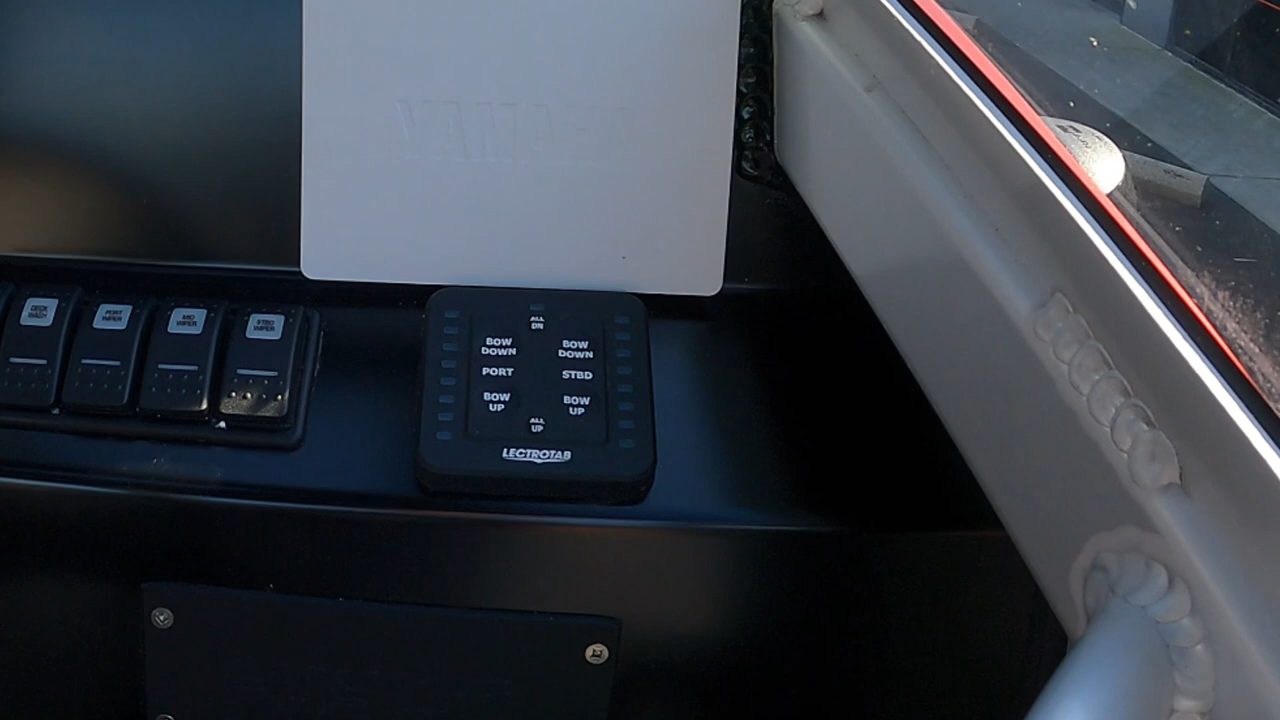 DECK
WASH
PORT
WIPER
MID
WIPER
STBD
WIPER
ALL
DN
BOW
DOWN
BOW
DOWN
PORT
STBD
BOW
UP
BOW
UP
ALL
UP
LECTROTAB